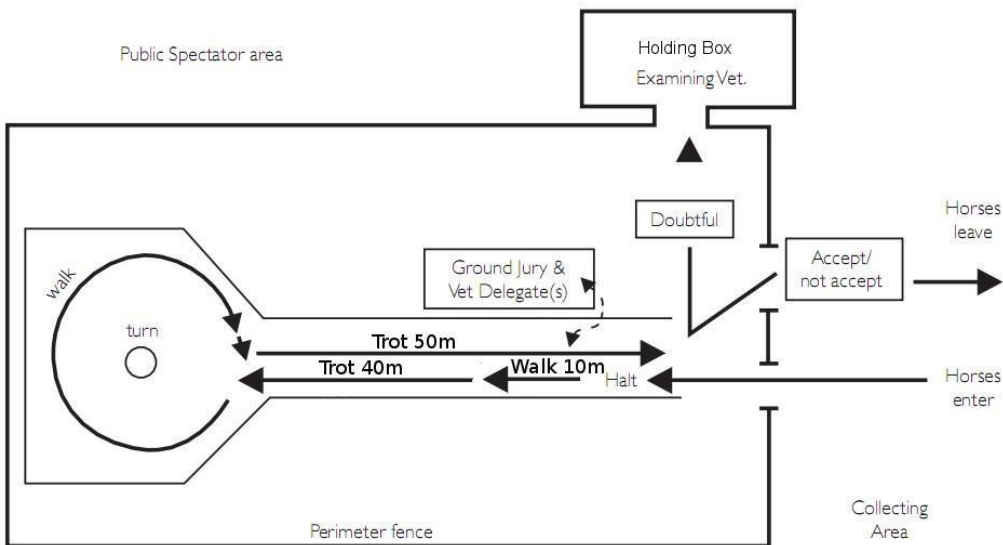 Public Spectator area
Holding Box
Examining Vet.
Doubtful
Horses
leave
Accept/
not accept
Ground Jury &
Vet Delegate(s)
walk
turn
Trot 50m
Trot 40m
Walk 10m
Halt
Horses
enter
Collecting
Area
Perimeter fence